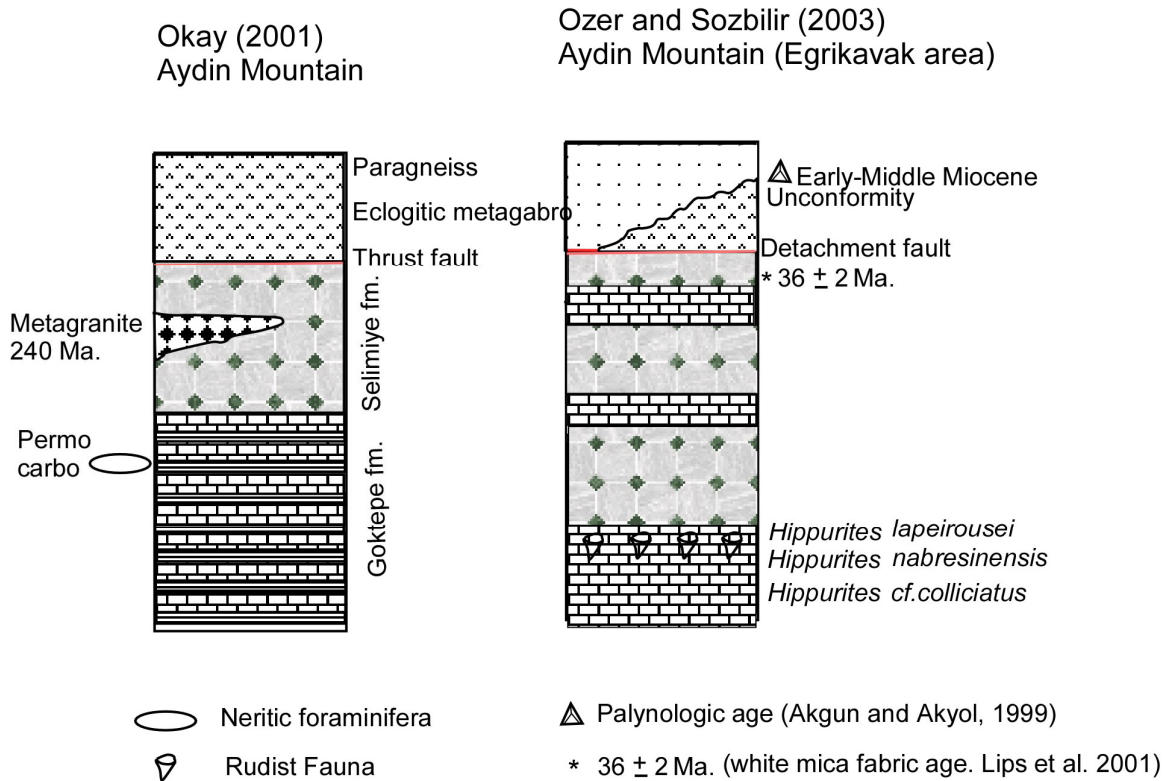 Okay (2001)
Aydin Mountain
Paragneiss
Eclogitic metagabro
Thrust fault
Selimiye fm.
Metagranite
240 Ma.
Permo
carbo
Goktepe fm.
Ozer and Sozbilir (2003)
Aydin Mountain (Egrikavak area)
Early-Middle Miocene
Unconformity
Detachment fault
* 36 ± 2 Ma.
Hippurites lapeirousei
Hippurites nabresinensis
Hippurites cf.colliciatus
Neritic foraminifera
Rudist Fauna
Palynologic age (Akgun and Akyol, 1999)
* 36 ± 2 Ma. (white mica fabric age. Lips et al. 2001)